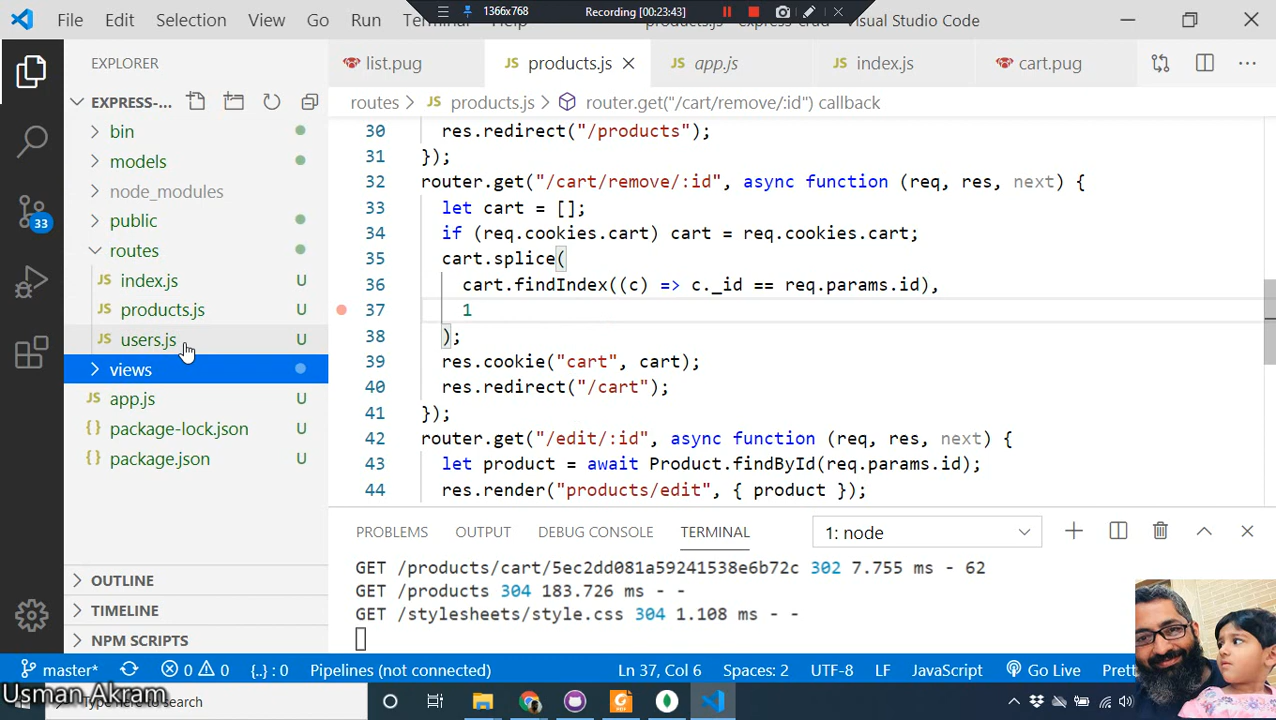 File Edit Selection View Go Run Terminal products.js - express-crud - Visual Studio Code
1366x768 Recording [00:23:43]
EXPLORER
list.pug products.js app.js index.js cart.pug
EXPRESS-...
routes > products.js > router.get("/cart/remove/:id") callback
bin
models
node_modules
public
routes
index.js U
products.js U
users.js U
views
app.js U
package-lock.json U
package.json U
OUTLINE
TIMELINE
NPM SCRIPTS
33
30 res.redirect("/products");
31 });
32 router.get("/cart/remove/:id", async function (req, res, next) {
33 let cart = [];
34 if (req.cookies.cart) cart = req.cookies.cart;
35 cart.splice(
36 cart.findIndex((c) => c._id == req.params.id),
37 1
38 );
39 res.cookie("cart", cart);
40 res.redirect("/cart");
41 });
42 router.get("/edit/:id", async function (req, res, next) {
43 let product = await Product.findById(req.params.id);
44 res.render("products/edit", { product });
PROBLEMS OUTPUT DEBUG CONSOLE TERMINAL 1: node
GET /products/cart/5ec2dd081a59241538e6b72c 302 7.755 ms - 62
GET /products 304 183.726 ms - -
GET /stylesheets/style.css 304 1.108 ms - -
master* 0 0 {..} : 0 Pipelines (not connected) Ln 37, Col 6 Spaces: 2 UTF-8 LF JavaScript Go Live
Usman Akram
Type here to search